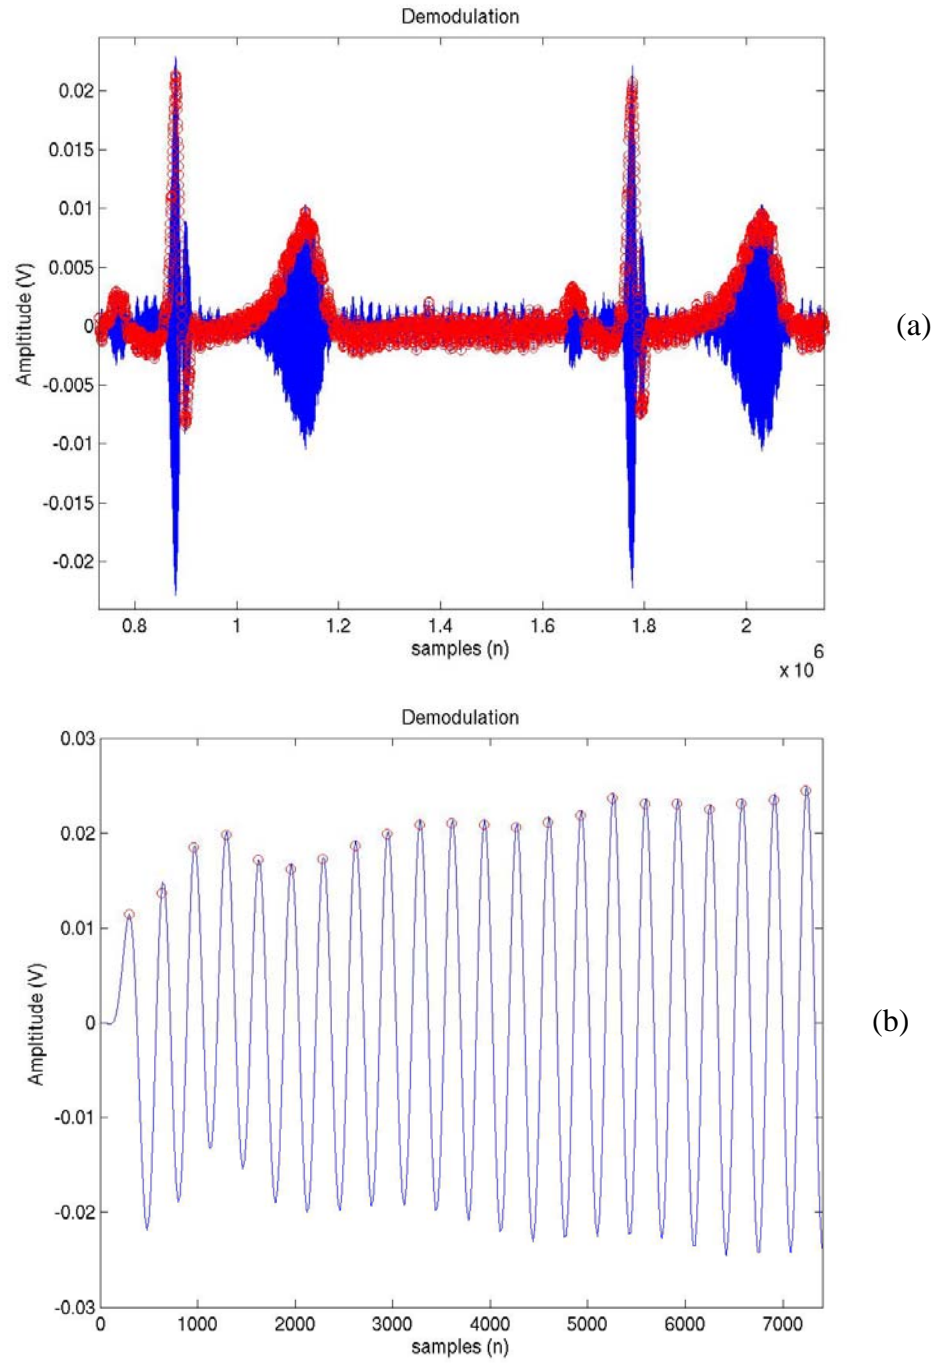 Demodulation
0.02
0.015
0.01
0.005
0
-0.005
-0.01
-0.015
-0.02
Ampltitude (V)
0.8 1 1.2 1.4 1.6 1.8 2
samples (n)
x 10 6
(a)
Demodulation
0.03
0.02
0.01
0
-0.01
-0.02
-0.03
Ampltitude (V)
0 1000 2000 3000 4000 5000 6000 7000
samples (n)
(b)